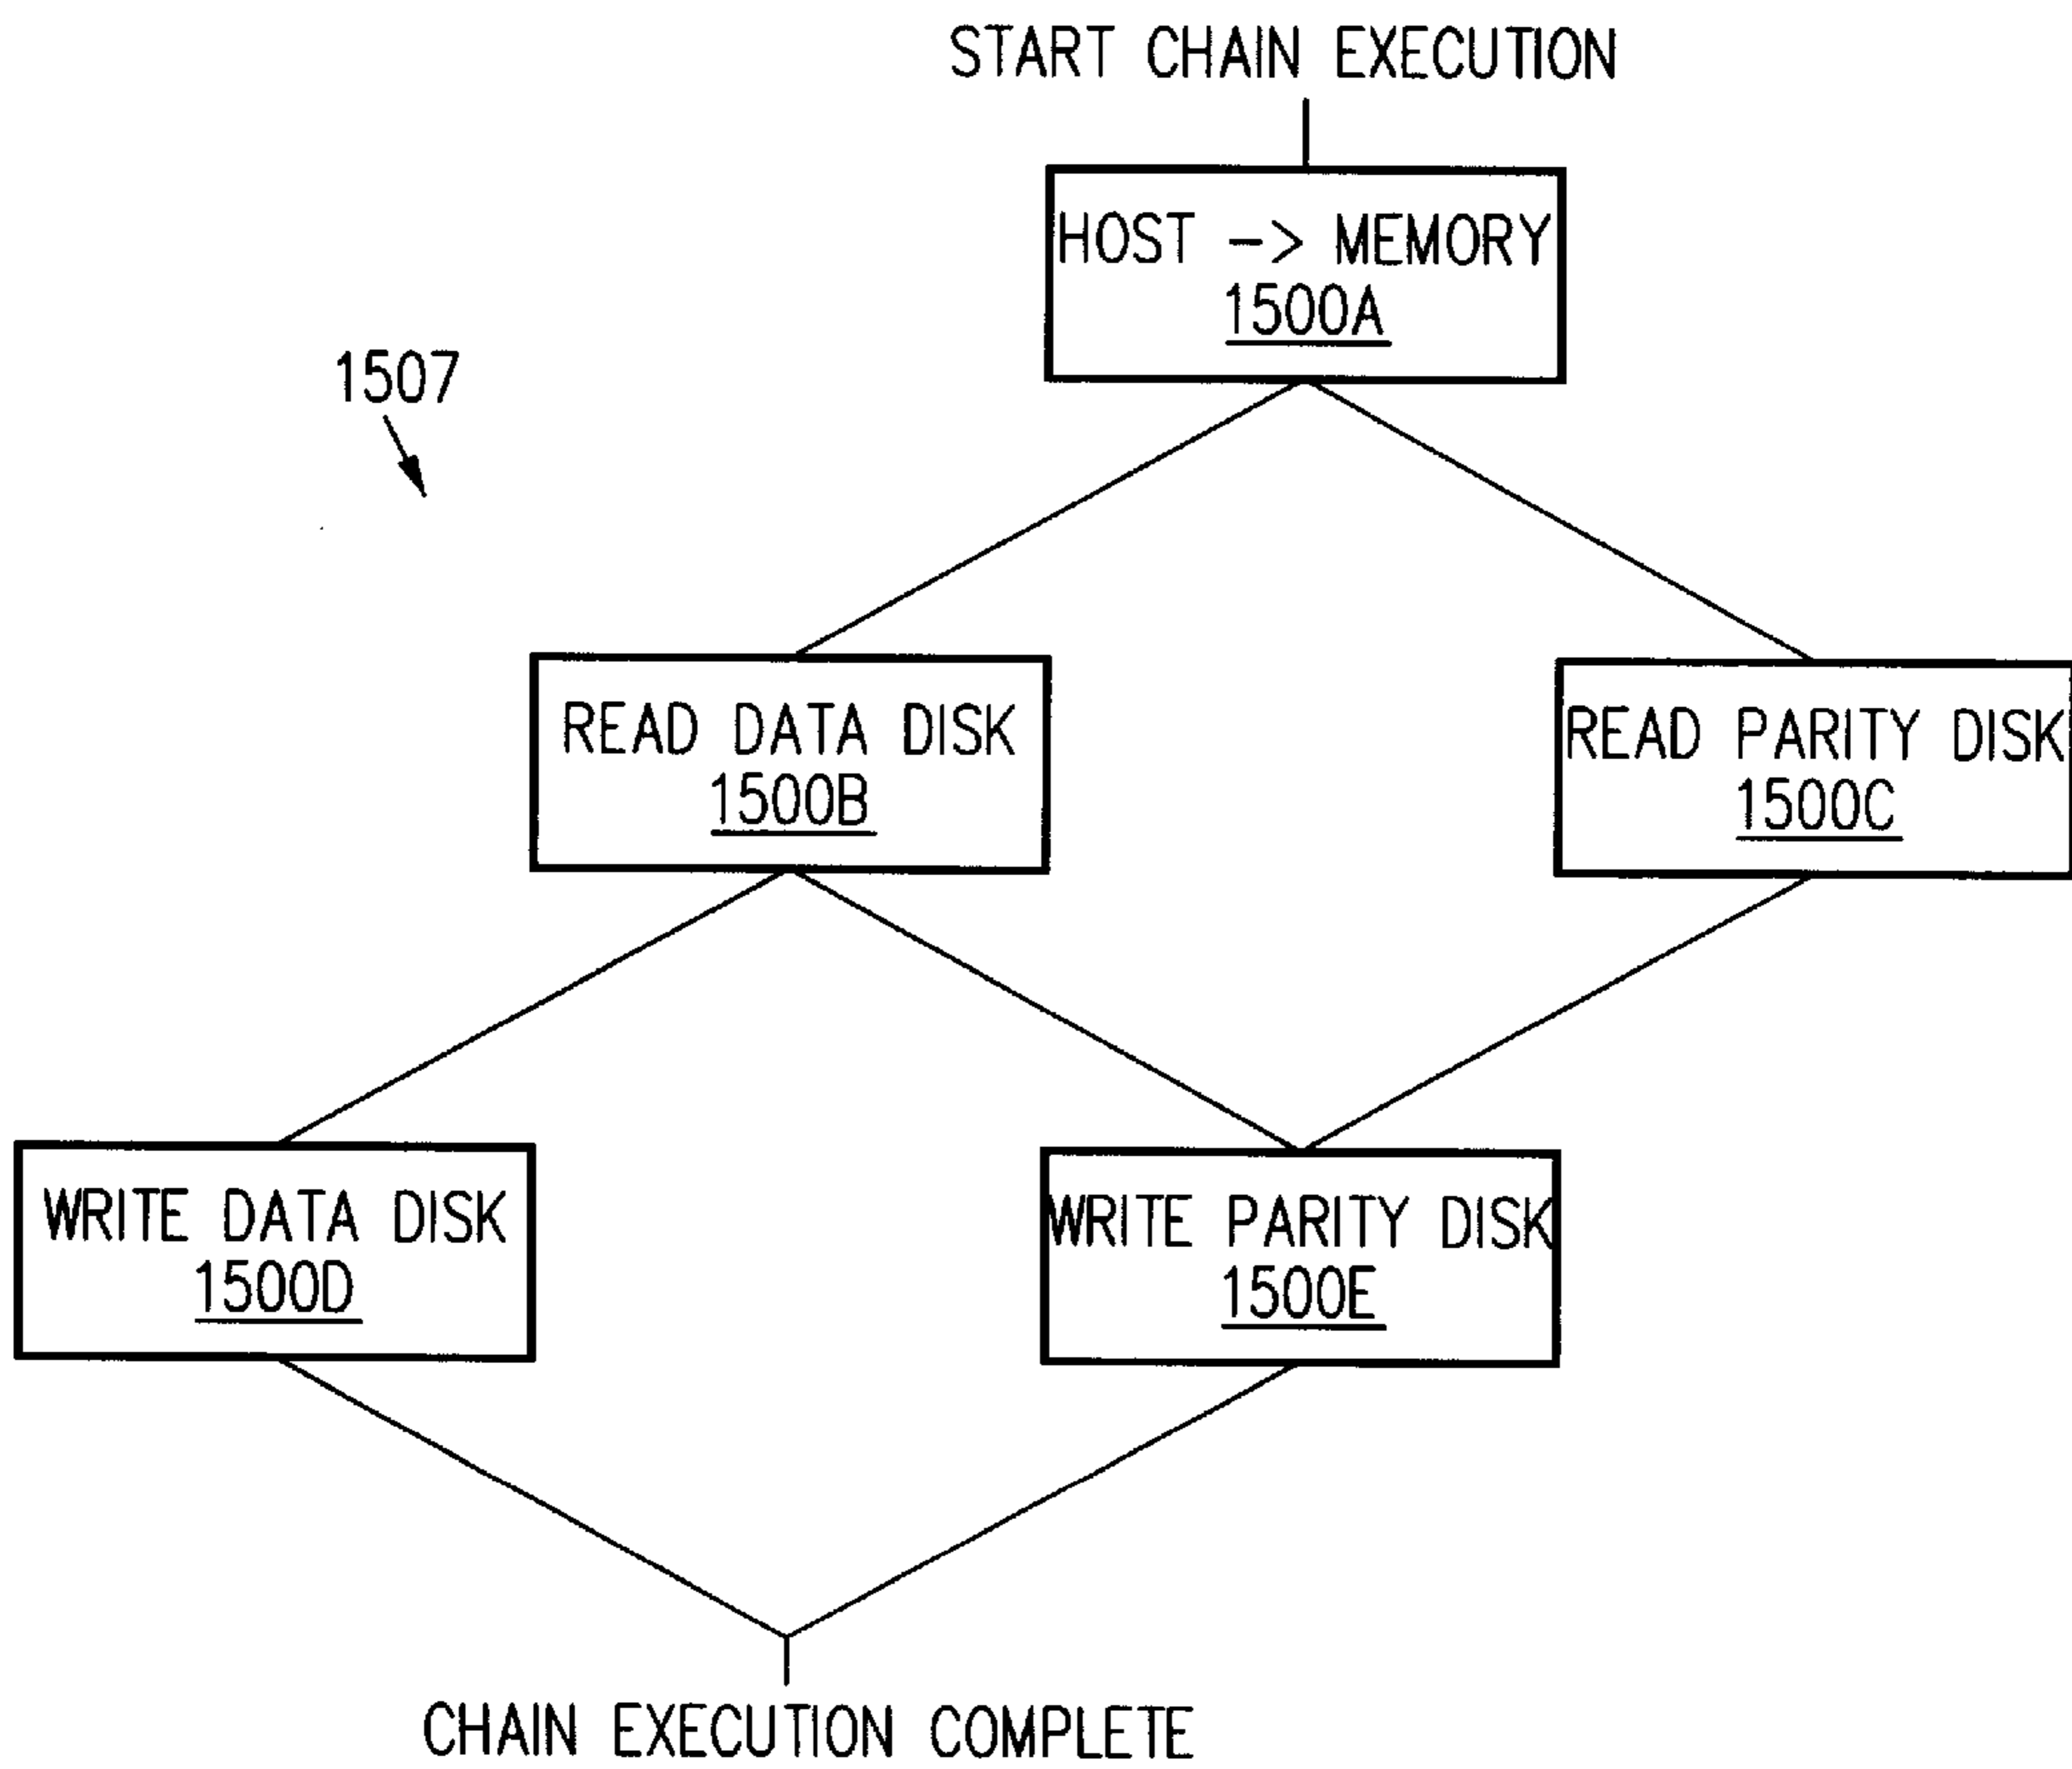 START CHAIN EXECUTION
HOST -> MEMORY
1500A
1507
READ DATA DISK
1500B
READ PARITY DISK
1500C
WRITE DATA DISK
1500D
WRITE PARITY DISK
1500E
CHAIN EXECUTION COMPLETE